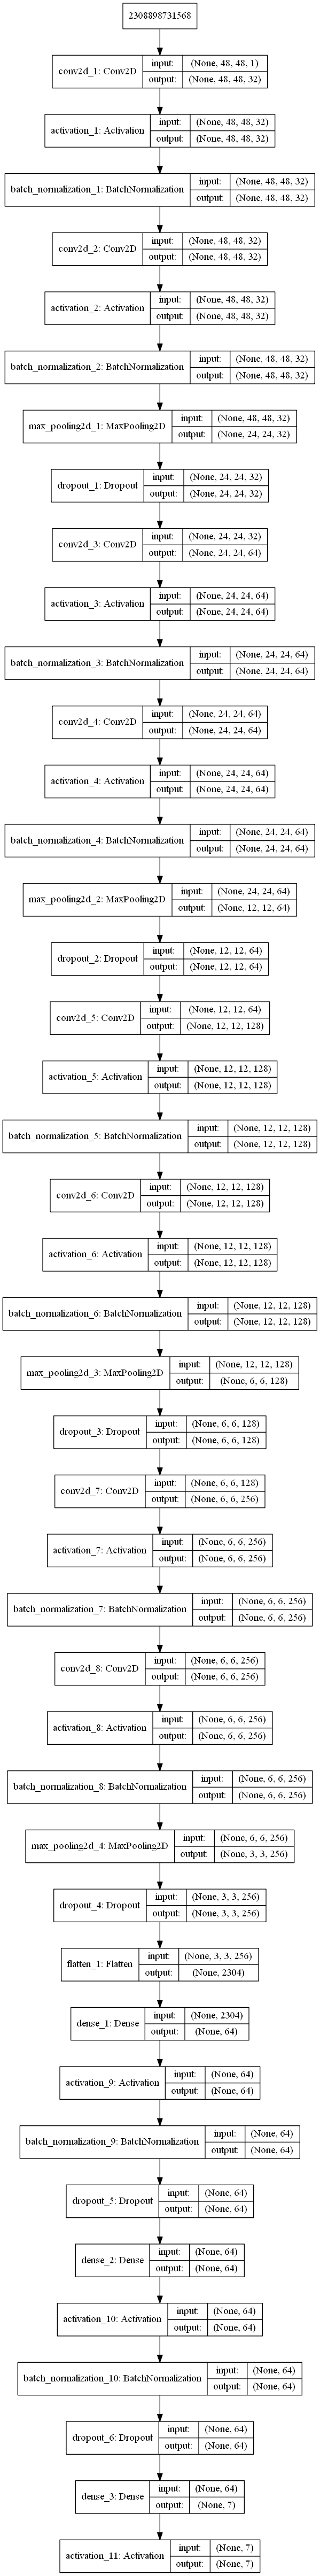 2308898731568
conv2d_1: Conv2D input: (None, 48, 48, 1)
output: (None, 48, 48, 32)
activation_1: Activation input: (None, 48, 48, 32)
output: (None, 48, 48, 32)
batch_normalization_1: BatchNormalization input: (None, 48, 48, 32)
output: (None, 48, 48, 32)
conv2d_2: Conv2D input: (None, 48, 48, 32)
output: (None, 48, 48, 32)
activation_2: Activation input: (None, 48, 48, 32)
output: (None, 48, 48, 32)
batch_normalization_2: BatchNormalization input: (None, 48, 48, 32)
output: (None, 48, 48, 32)
max_pooling2d_1: MaxPooling2D input: (None, 48, 48, 32)
output: (None, 24, 24, 32)
dropout_1: Dropout input: (None, 24, 24, 32)
output: (None, 24, 24, 32)
conv2d_3: Conv2D input: (None, 24, 24, 32)
output: (None, 24, 24, 64)
activation_3: Activation input: (None, 24, 24, 64)
output: (None, 24, 24, 64)
batch_normalization_3: BatchNormalization input: (None, 24, 24, 64)
output: (None, 24, 24, 64)
conv2d_4: Conv2D input: (None, 24, 24, 64)
output: (None, 24, 24, 64)
activation_4: Activation input: (None, 24, 24, 64)
output: (None, 24, 24, 64)
batch_normalization_4: BatchNormalization input: (None, 24, 24, 64)
output: (None, 24, 24, 64)
max_pooling2d_2: MaxPooling2D input: (None, 24, 24, 64)
output: (None, 12, 12, 64)
dropout_2: Dropout input: (None, 12, 12, 64)
output: (None, 12, 12, 64)
conv2d_5: Conv2D input: (None, 12, 12, 64)
output: (None, 12, 12, 128)
activation_5: Activation input: (None, 12, 12, 128)
output: (None, 12, 12, 128)
batch_normalization_5: BatchNormalization input: (None, 12, 12, 128)
output: (None, 12, 12, 128)
conv2d_6: Conv2D input: (None, 12, 12, 128)
output: (None, 12, 12, 128)
activation_6: Activation input: (None, 12, 12, 128)
output: (None, 12, 12, 128)
batch_normalization_6: BatchNormalization input: (None, 12, 12, 128)
output: (None, 12, 12, 128)
max_pooling2d_3: MaxPooling2D input: (None, 12, 12, 128)
output: (None, 6, 6, 128)
dropout_3: Dropout input: (None, 6, 6, 128)
output: (None, 6, 6, 128)
conv2d_7: Conv2D input: (None, 6, 6, 128)
output: (None, 6, 6, 256)
activation_7: Activation input: (None, 6, 6, 256)
output: (None, 6, 6, 256)
batch_normalization_7: BatchNormalization input: (None, 6, 6, 256)
output: (None, 6, 6, 256)
conv2d_8: Conv2D input: (None, 6, 6, 256)
output: (None, 6, 6, 256)
activation_8: Activation input: (None, 6, 6, 256)
output: (None, 6, 6, 256)
batch_normalization_8: BatchNormalization input: (None, 6, 6, 256)
output: (None, 6, 6, 256)
max_pooling2d_4: MaxPooling2D input: (None, 6, 6, 256)
output: (None, 3, 3, 256)
dropout_4: Dropout input: (None, 3, 3, 256)
output: (None, 3, 3, 256)
flatten_1: Flatten input: (None, 3, 3, 256)
output: (None, 2304)
dense_1: Dense input: (None, 2304)
output: (None, 64)
activation_9: Activation input: (None, 64)
output: (None, 64)
batch_normalization_9: BatchNormalization input: (None, 64)
output: (None, 64)
dropout_5: Dropout input: (None, 64)
output: (None, 64)
dense_2: Dense input: (None, 64)
output: (None, 64)
activation_10: Activation input: (None, 64)
output: (None, 64)
batch_normalization_10: BatchNormalization input: (None, 64)
output: (None, 64)
dropout_6: Dropout input: (None, 64)
output: (None, 64)
dense_3: Dense input: (None, 64)
output: (None, 7)
activation_11: Activation input: (None, 7)
output: (None, 7)